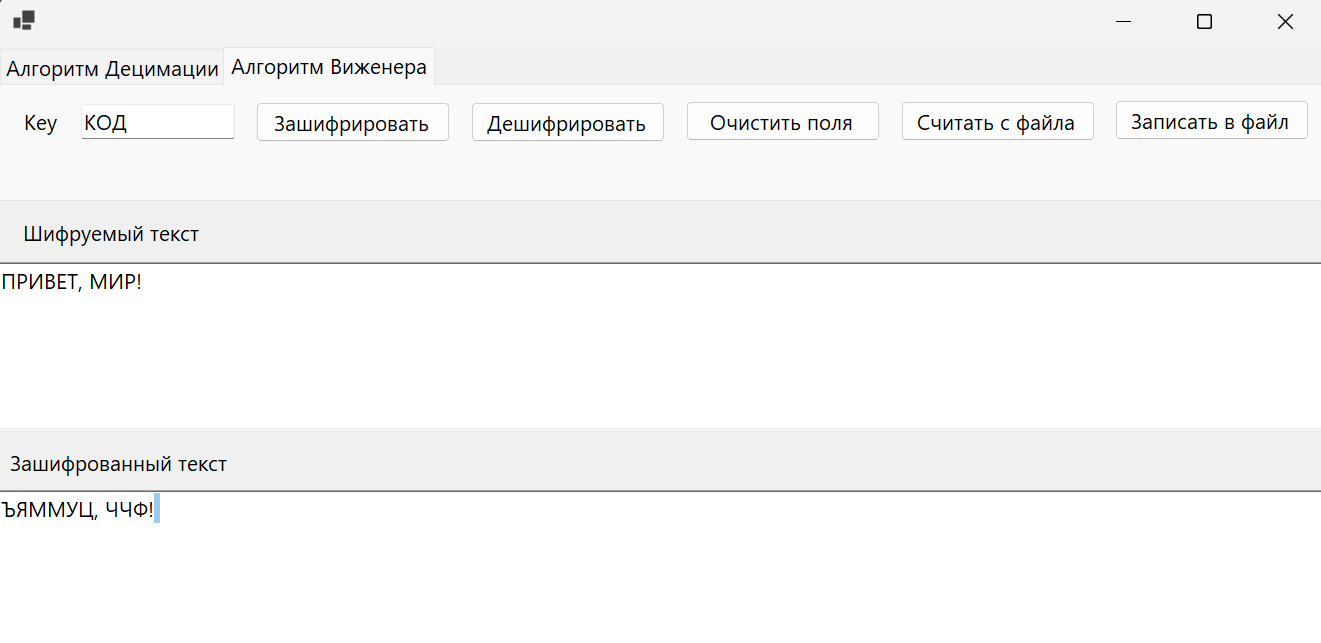 Алгоритм Децимации Алгоритм Виженера
Key КОД Зашифрировать Дешифрировать Очистить поля Считать с файла Записать в файл
Шифруемый текст
ПРИВЕТ, МИР!
Зашифрованный текст
ЪЯММУЦ, ЧЧФ!